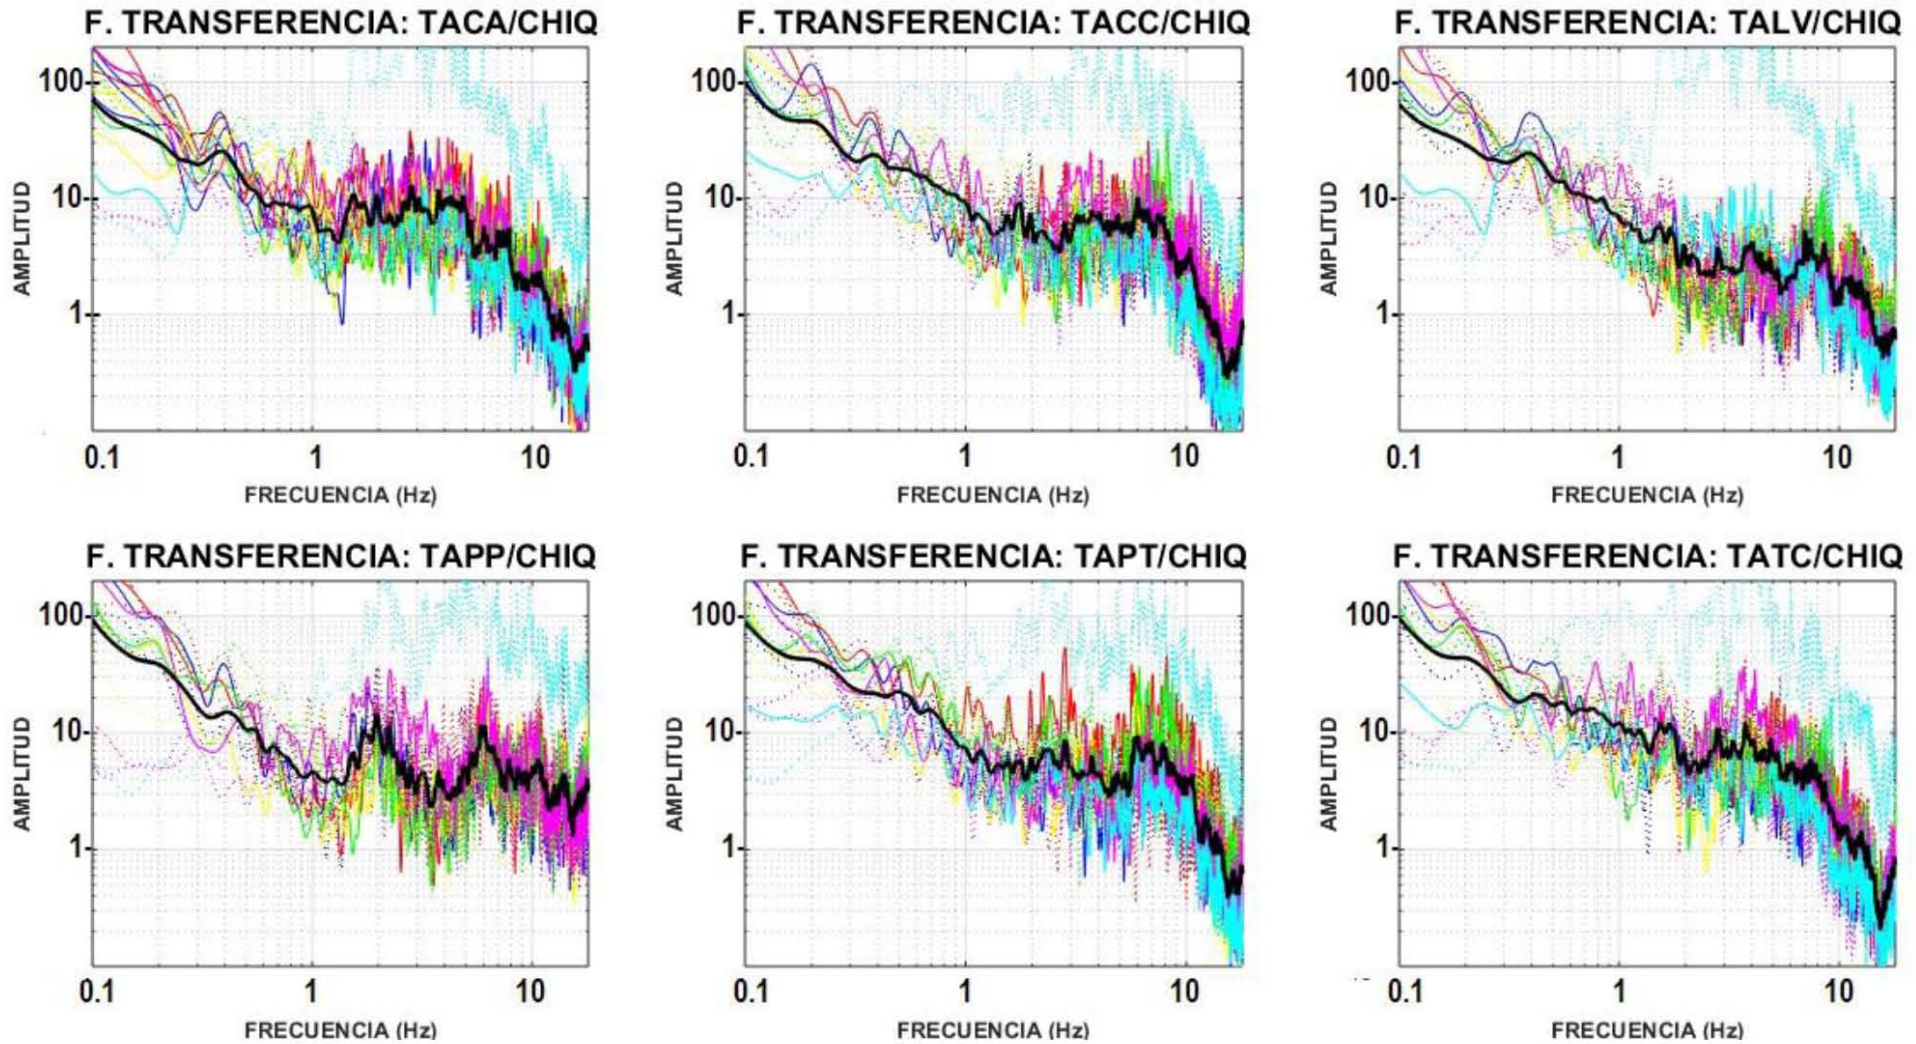 F. TRANSFERENCIA: TACA/CHIQ
F. TRANSFERENCIA: TACC/CHIQ
F. TRANSFERENCIA: TALV/CHIQ
100
10
1
AMPLITUD
0.1 1 10
FRECUENCIA (Hz)
100
10
1
AMPLITUD
0.1 1 10
FRECUENCIA (Hz)
100
10
1
AMPLITUD
0.1 1 10
FRECUENCIA (Hz)
F. TRANSFERENCIA: TAPP/CHIQ
F. TRANSFERENCIA: TAPT/CHIQ
F. TRANSFERENCIA: TATC/CHIQ
100
10
1
AMPLITUD
0.1 1 10
FRECUENCIA (Hz)
100
10
1
AMPLITUD
0.1 1 10
FRECUENCIA (Hz)
100
10
1
AMPLITUD
0.1 1 10
FRECUENCIA (Hz)